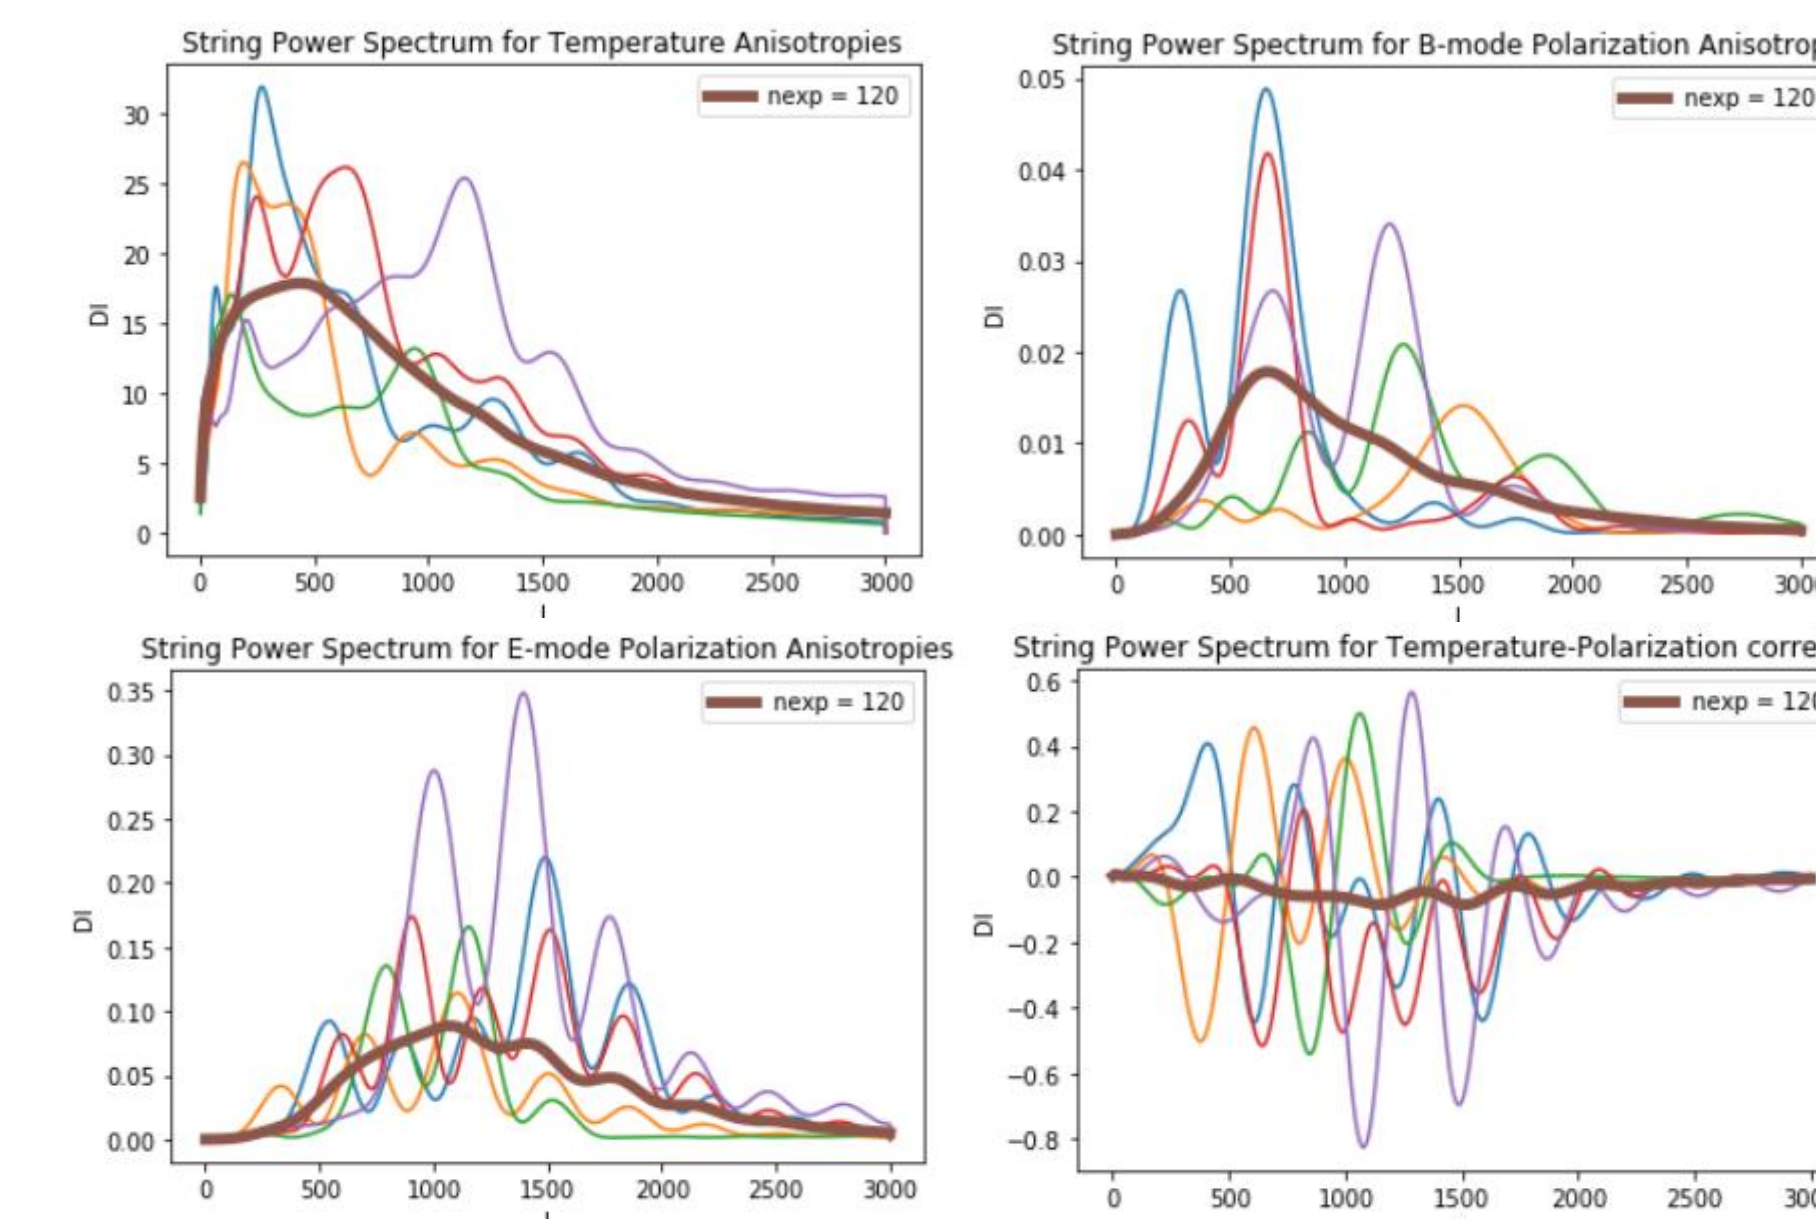 String Power Spectrum for Temperature Anisotropies
nexp = 120
30
25
20
15
10
5
0
Dl
0 500 1000 1500 2000 2500 3000
l
String Power Spectrum for B-mode Polarization Anisotrop
nexp = 120
0.05
0.04
0.03
0.02
0.01
0.00
Dl
0 500 1000 1500 2000 2500 300
l
String Power Spectrum for E-mode Polarization Anisotropies
nexp = 120
0.35
0.30
0.25
0.20
0.15
0.10
0.05
0.00
Dl
0 500 1000 1500 2000 2500 3000
l
String Power Spectrum for Temperature-Polarization corre
nexp = 120
0.6
0.4
0.2
0.0
−0.2
−0.4
−0.6
−0.8
Dl
0 500 1000 1500 2000 2500 300